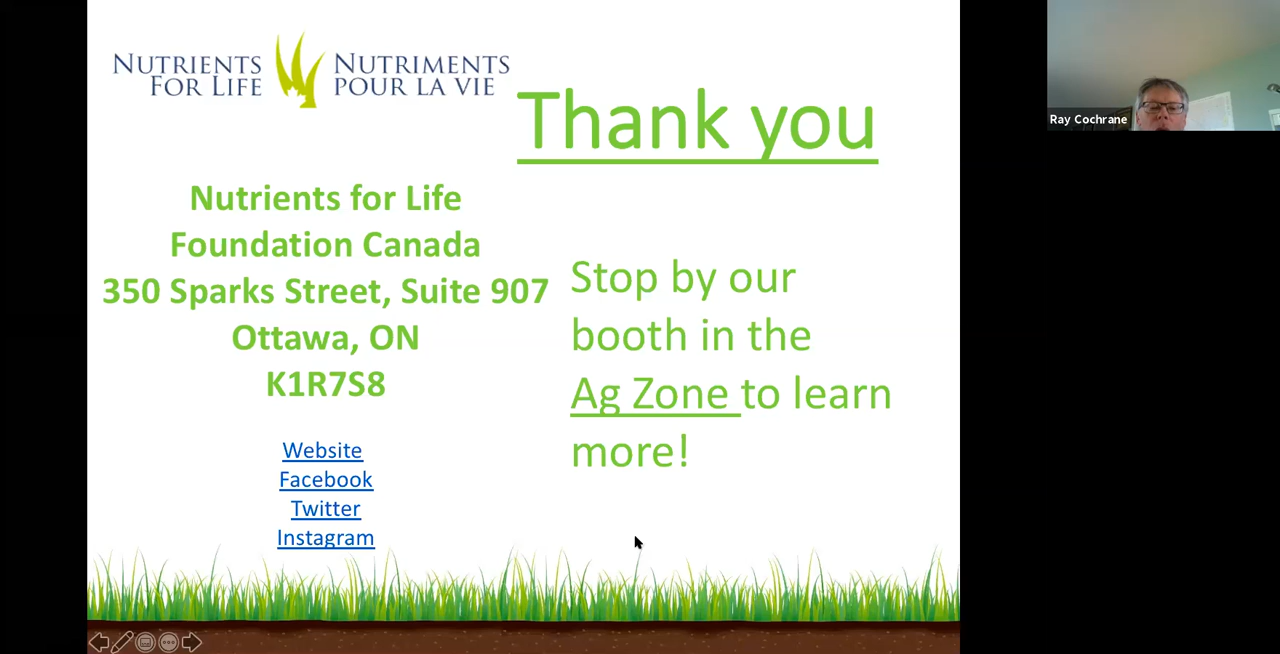 NUTRIENTS
FOR LIFE
NUTRIMENTS
POUR LA VIE
Thank you
Nutrients for Life
Foundation Canada
350 Sparks Street, Suite 907
Ottawa, ON
K1R7S8
Website
Facebook
Twitter
Instagram
Stop by our
booth in the
Ag Zone to learn
more!
Ray Cochrane